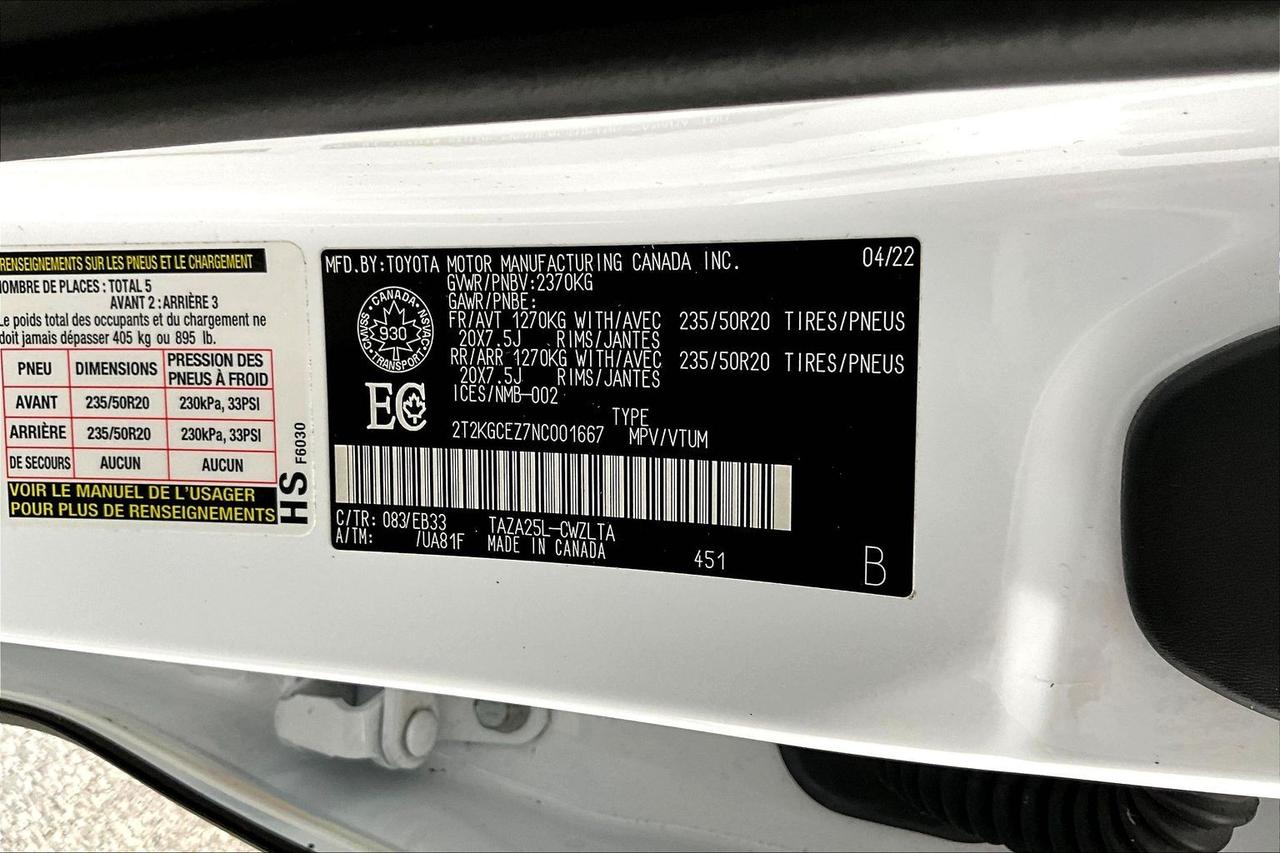 RENSEIGNEMENTS SUR LES PNEUS ET LE CHARGEMENT
NOMBRE DE PLACES : TOTAL 5
AVANT 2 : ARRIÈRE 3
Le poids total des occupants et du chargement ne
doit jamais dépasser 405 kg ou 895 lb.
PNEU DIMENSIONS PRESSION DES PNEUS À FROID
AVANT 235/50R20 230kPa, 33PSI
ARRIÈRE 235/50R20 230kPa, 33PSI
DE SECOURS AUCUN AUCUN
VOIR LE MANUEL DE L'USAGER
POUR PLUS DE RENSEIGNEMENTS
HS F6030
MFD.BY:TOYOTA MOTOR MANUFACTURING CANADA INC. 04/22
GVWR/PNBV:2370KG
GAWR/PNBE:
FR/AVT 1270KG WITH/AVEC 235/50R20 TIRES/PNEUS
20X7.5J RIMS/JANTES
RR/ARR 1270KG WITH/AVEC 235/50R20 TIRES/PNEUS
20X7.5J RIMS/JANTES
ICES/NMB-002
CANADA
930
TRANSPORT
CMVSS
NSVAC
EC
TYPE
2T2KGCEZ7NC001667 MPV/VTUM
C/TR: 083/EB33 TAZA25L-CWZLTA
A/TM: /UA81F MADE IN CANADA
451
B